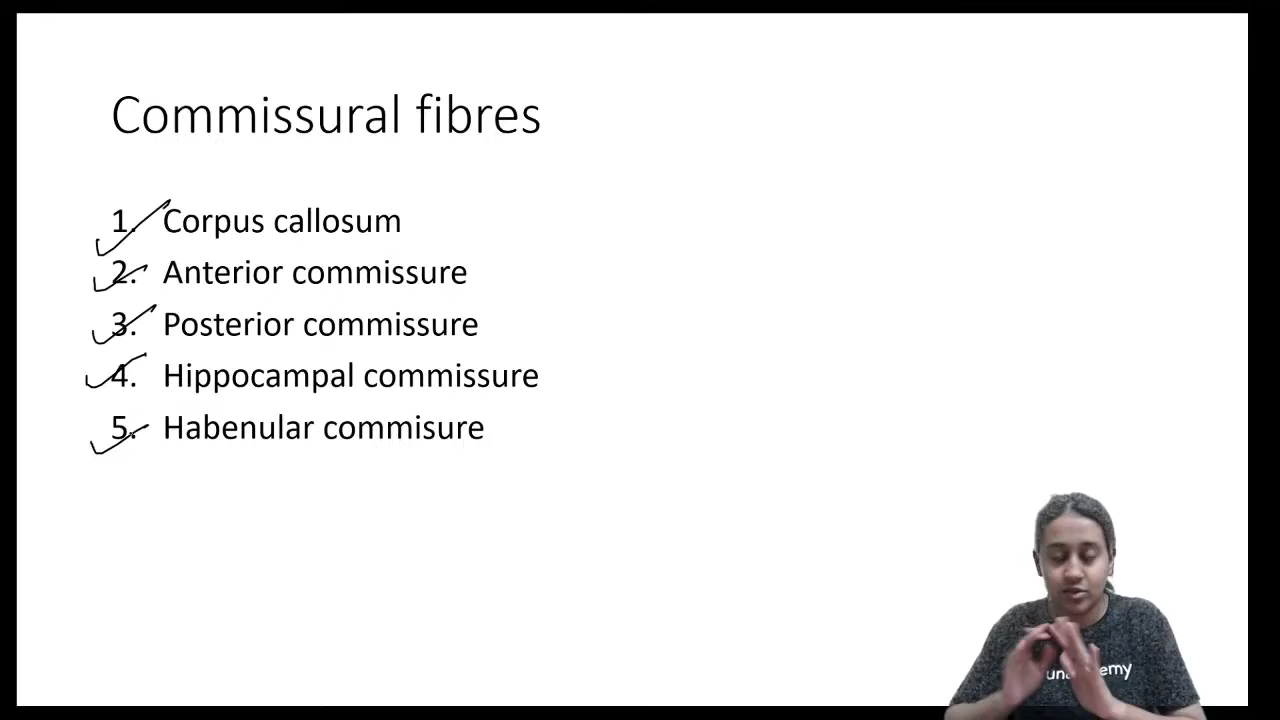 Commissural fibres
1. Corpus callosum
2. Anterior commissure
3. Posterior commissure
4. Hippocampal commissure
5. Habenular commisure